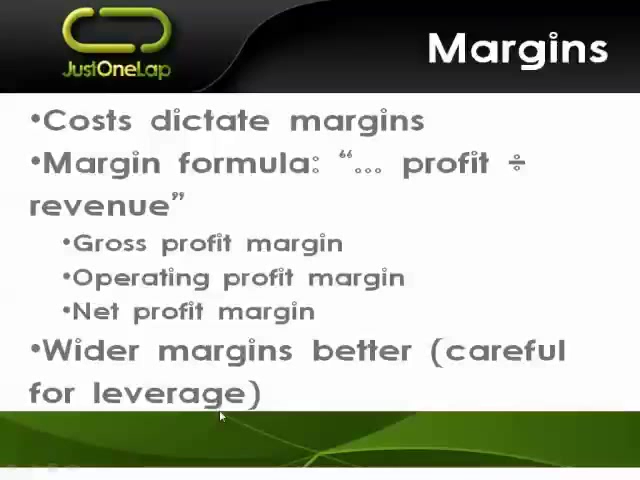 JustOneLap
Margins
•Costs dictate margins
•Margin formula: “... profit ÷
revenue”
•Gross profit margin
•Operating profit margin
•Net profit margin
•Wider margins better (careful
for leverage)